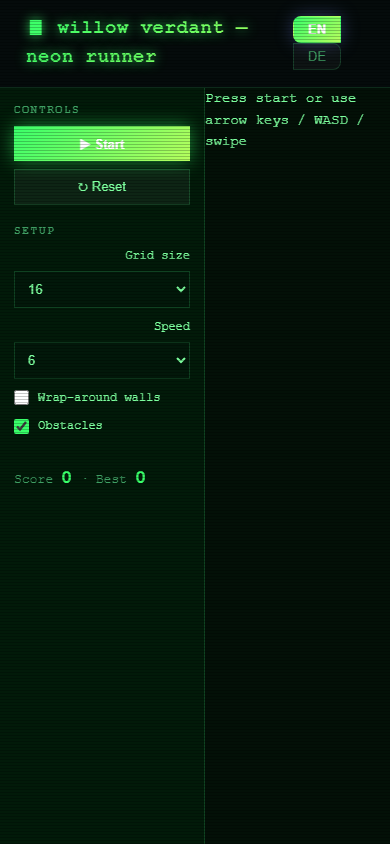 willow verdant —
neon runner
EN
DE
CONTROLS
▶ Start
↻ Reset
SETUP
Grid size
16
Speed
6
Wrap-around walls
Obstacles
Score 0 · Best 0
Press start or use
arrow keys / WASD /
swipe